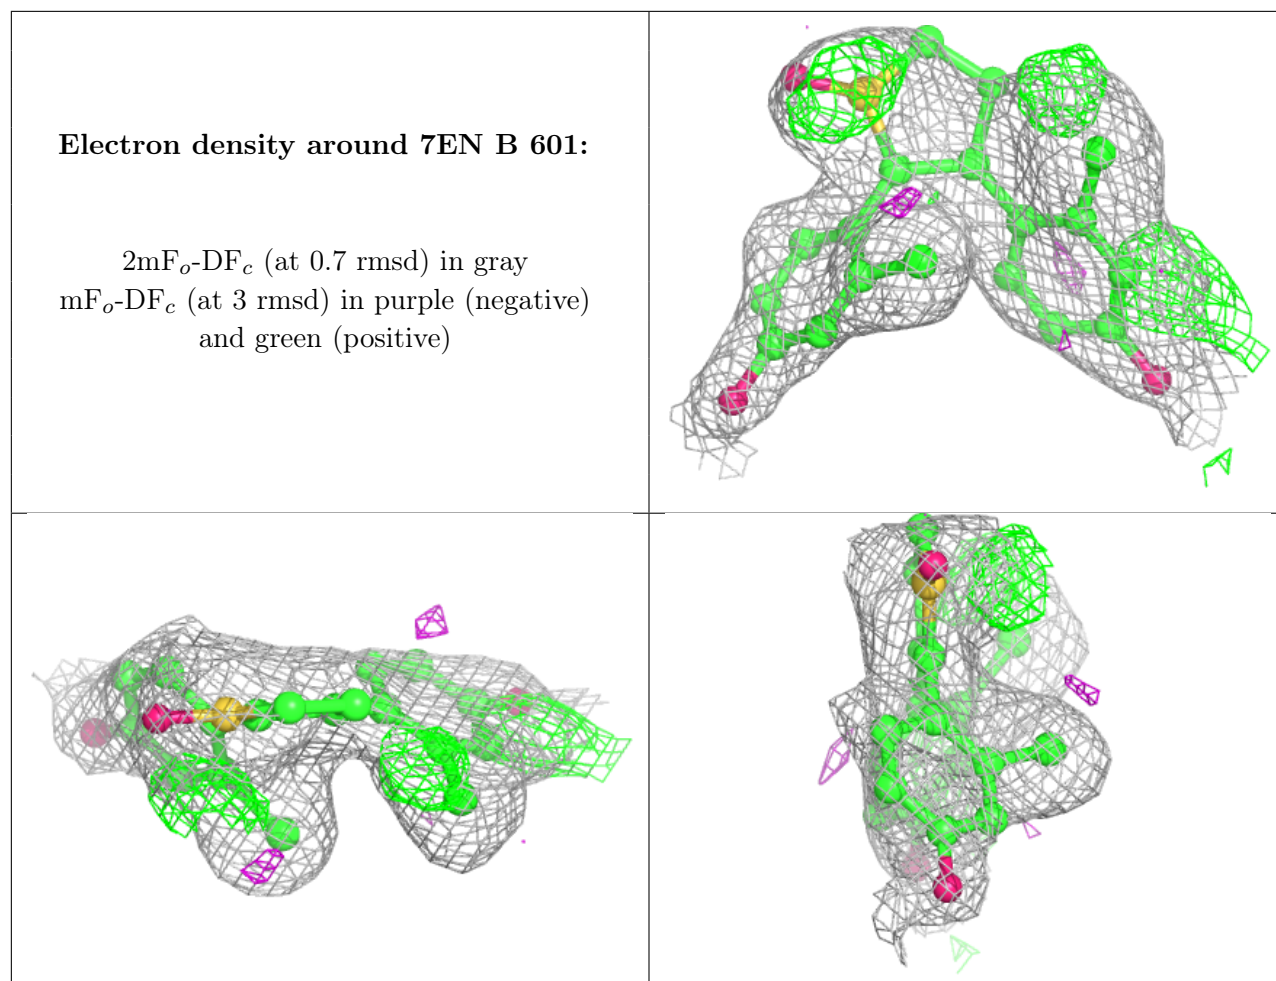 Electron density around 7EN B 601:
2mFo-DFc (at 0.7 rmsd) in gray
mFo-DFc (at 3 rmsd) in purple (negative)
and green (positive)